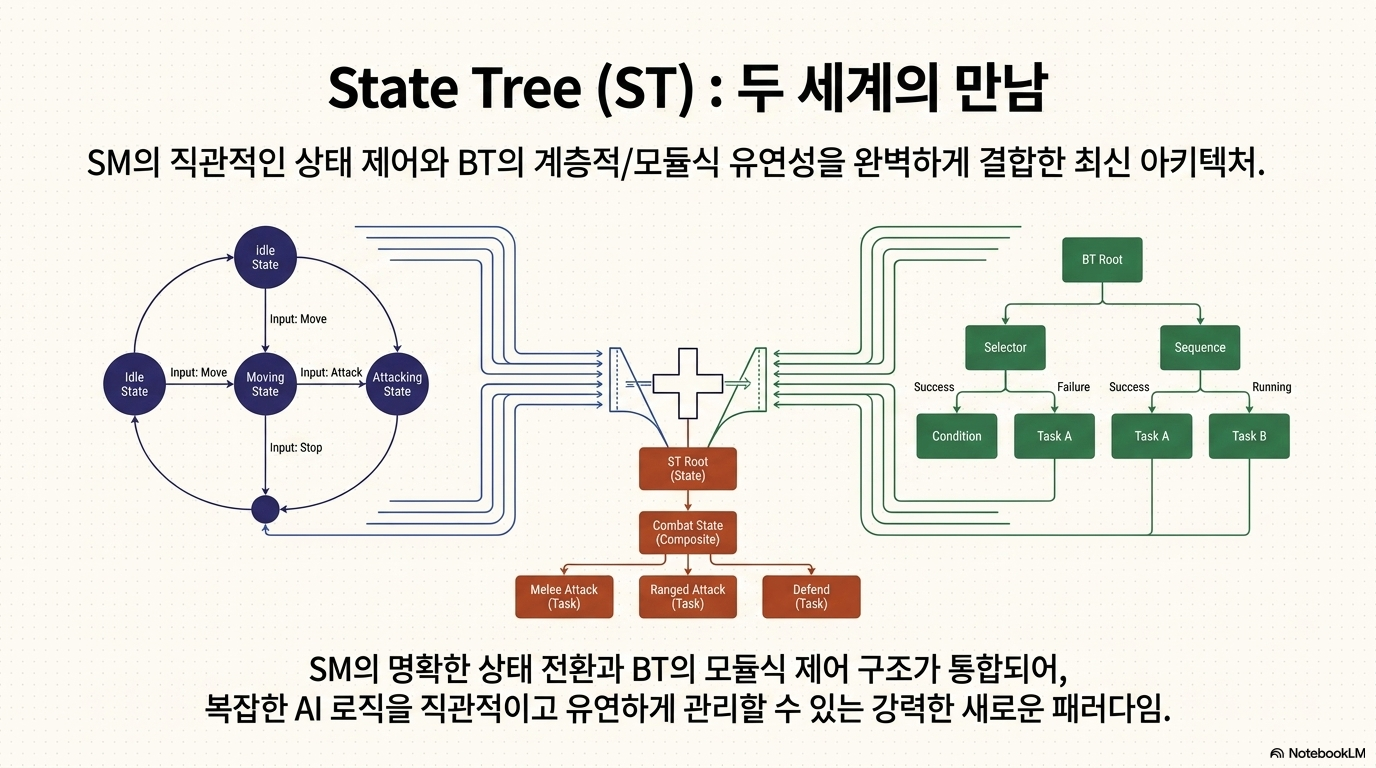 State Tree (ST) : 두 세계의 만남
SM의 직관적인 상태 제어와 BT의 계층적/모듈식 유연성을 완벽하게 결합한 최신 아키텍처.
idle
State
Input: Move
Idle
State
Input: Move
Moving
State
Input: Attack
Attacking
State
Input: Stop
BT Root
Selector
Sequence
Success
Failure
Success
Running
Condition
Task A
Task A
Task B
ST Root
(State)
Combat State
(Composite)
Melee Attack
(Task)
Ranged Attack
(Task)
Defend
(Task)
SM의 명확한 상태 전환과 BT의 모듈식 제어 구조가 통합되어,
복잡한 AI 로직을 직관적이고 유연하게 관리할 수 있는 강력한 새로운 패러다임.
NotebookLM